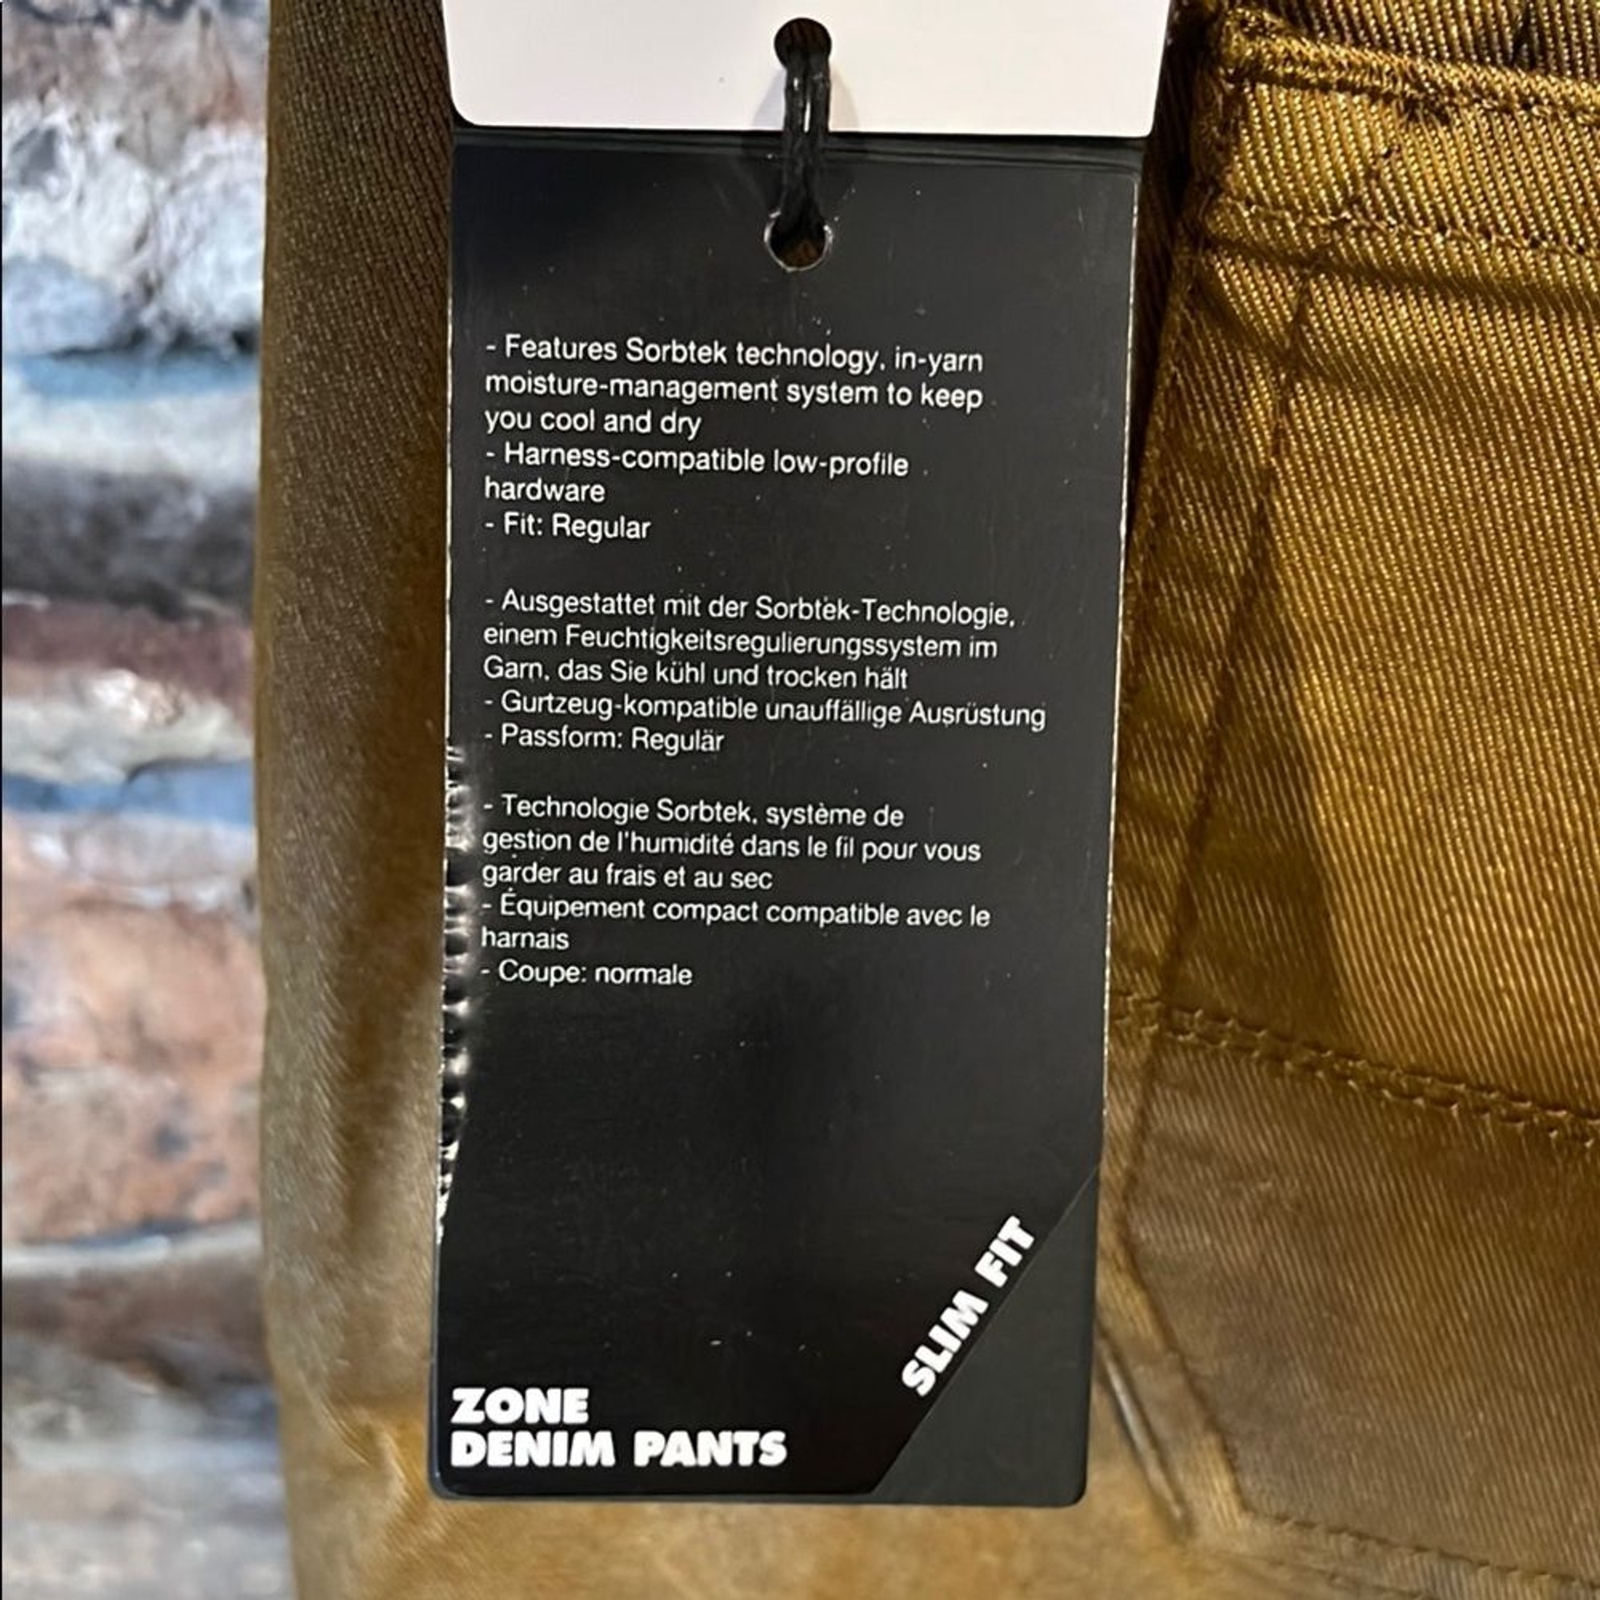 - Features Sorbtek technology, in-yarn
moisture-management system to keep
you cool and dry
- Harness-compatible low-profile
hardware
- Fit: Regular
- Ausgestattet mit der Sorbtek-Technologie,
einem Feuchtigkeitsregulierungssystem im
Garn, das Sie kühl und trocken hält
- Gurtzeug-kompatible unauffällige Ausrüstung
- Passform: Regulär
- Technologie Sorbtek, système de
gestion de l'humidité dans le fil pour vous
garder au frais et au sec
- Équipement compact compatible avec le
harnais
- Coupe: normale
SLIM FIT
ZONE
DENIM PANTS